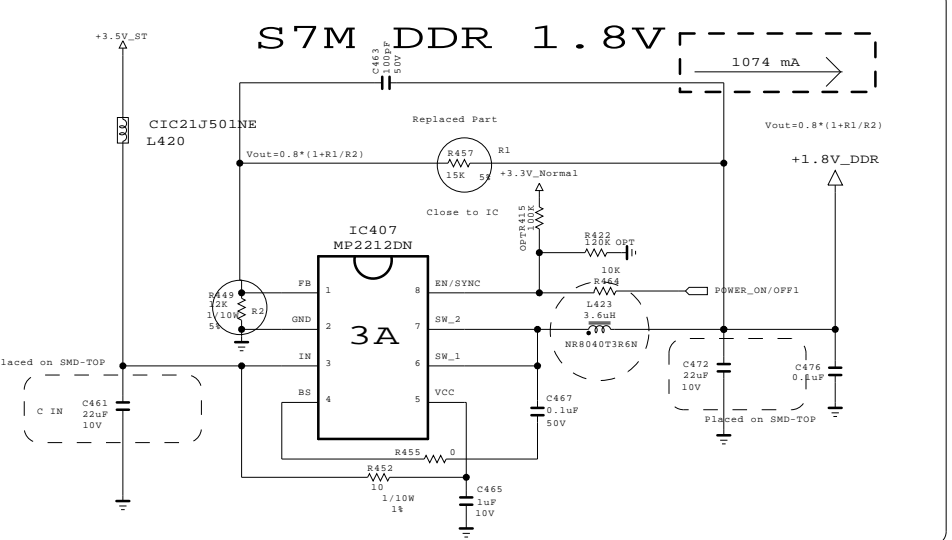 S7M DDR 1.8V
+3.5V_ST
C463
100pF
50V
1074 mA
CIC21J501NE
L420
Replaced Part
Vout=0.8*(1+R1/R2)
Vout=0.8*(1+R1/R2)
R457
R1
15K
5%
+3.3V_Normal
+1.8V_DDR
Close to IC
OPT
R415
100K
IC407
MP2212DN
R422
120K OPT
10K
R464
POWER_ON/OFF1
FB
1
8
EN/SYNC
R449
12K
1/10W
5%
R2
L423
3.6uH
NR8040T3R6N
GND
2
7
SW_2
3A
IN
3
6
SW_1
BS
4
5
VCC
laced on SMD-TOP
C IN
C461
22uF
10V
C467
0.1uF
50V
C472
22uF
10V
C476
0.1uF
Placed on SMD-TOP
R455
0
R452
10
1/10W
1%
C465
1uF
10V